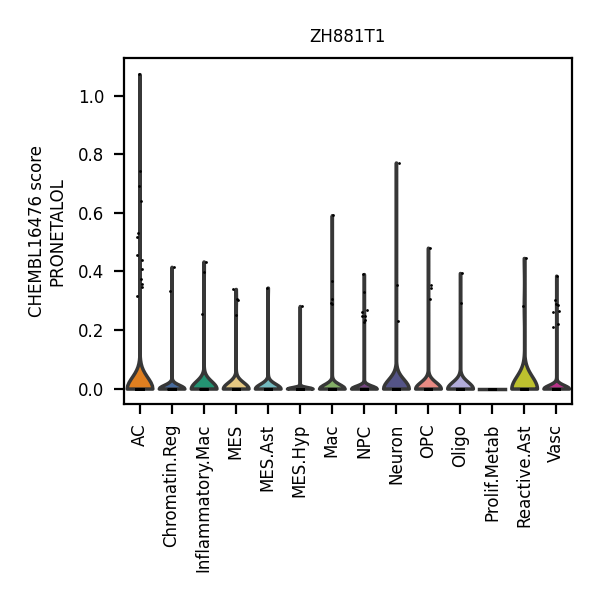 ZH881T1
CHEMBL16476 score
PRONETALOL
1.0
0.8
0.6
0.4
0.2
0.0
AC
Chromatin.Reg
Inflammatory.Mac
MES
MES.Ast
MES.Hyp
Mac
NPC
Neuron
OPC
Oligo
Prolif.Metab
Reactive.Ast
Vasc